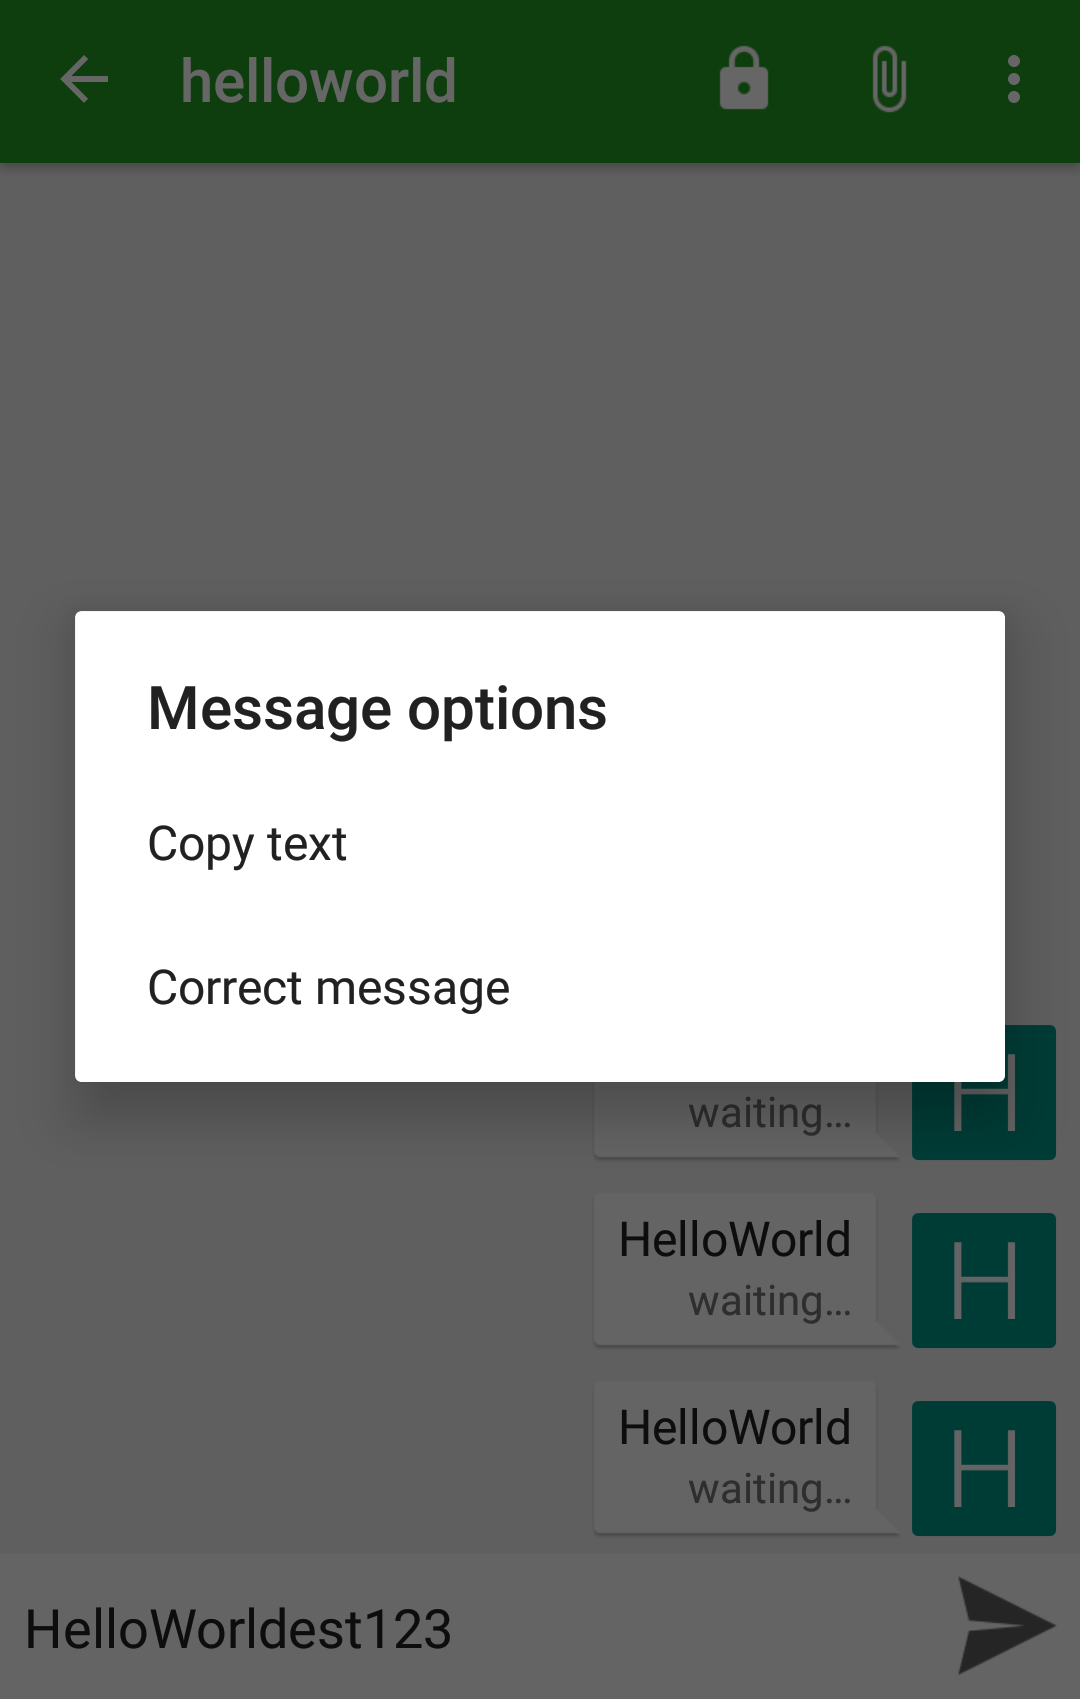 helloworld
Message options
Copy text
Correct message
H
waiting…
HelloWorld
H
waiting…
HelloWorld
H
waiting…
HelloWorldest123